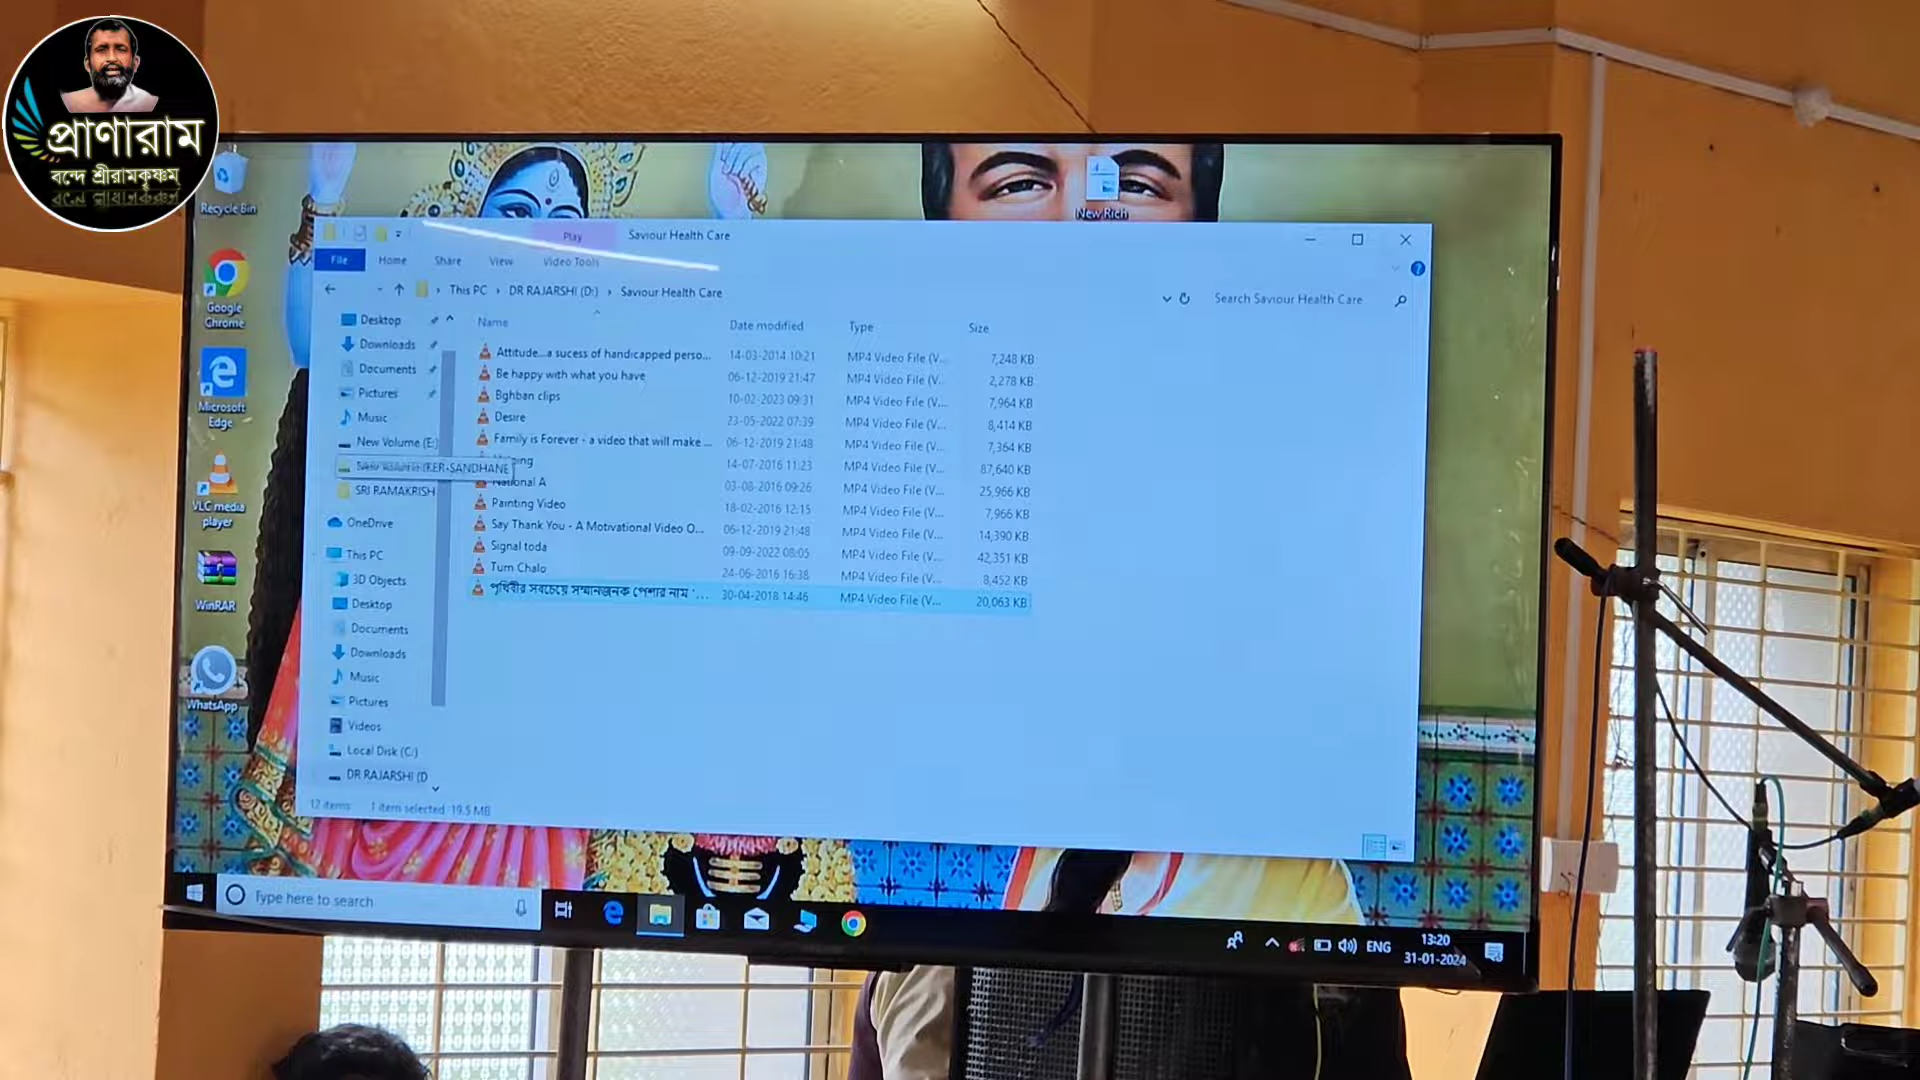 প্রাণারাম
বন্দে শ্রীরামকৃষ্ণম্
Recycle Bin
Google Chrome
Microsoft Edge
VLC media player
WinRAR
WhatsApp
New Rich
Play
Saviour Health Care
File
Home
Share
View
Video Tools
This PC › DR RAJARSHI (D:) › Saviour Health Care
Search Saviour Health Care
Desktop
Downloads
Documents
Pictures
Music
New Volume (E:)
KER-SANDHANE
SRI RAMAKRISH
OneDrive
This PC
3D Objects
Desktop
Documents
Downloads
Music
Pictures
Videos
Local Disk (C:)
DR RAJARSHI (D
Name Date modified Type Size
Attitude...a sucess of handicapped perso... 14-03-2014 10:21 MP4 Video File (V... 7,248 KB
Be happy with what you have 06-12-2019 21:47 MP4 Video File (V... 2,278 KB
Bghban clips 10-02-2023 09:31 MP4 Video File (V... 7,964 KB
Desire 23-05-2022 07:39 MP4 Video File (V... 8,414 KB
Family is Forever - a video that will make ... 06-12-2019 21:48 MP4 Video File (V... 7,364 KB
14-07-2016 11:23 MP4 Video File (V... 87,640 KB
National A 03-08-2016 09:26 MP4 Video File (V... 25,966 KB
Painting Video 18-02-2016 12:15 MP4 Video File (V... 7,966 KB
Say Thank You - A Motivational Video O... 06-12-2019 21:48 MP4 Video File (V... 14,390 KB
Signal toda 09-09-2022 08:05 MP4 Video File (V... 42,351 KB
Tum Chalo 24-06-2016 16:38 MP4 Video File (V... 8,452 KB
পৃথিবীর সবচেয়ে সম্মানজনক পেশার নাম '... 30-04-2018 14:46 MP4 Video File (V... 20,063 KB
12 items 1 item selected 19.5 MB
Type here to search
ENG
13:20
31-01-2024